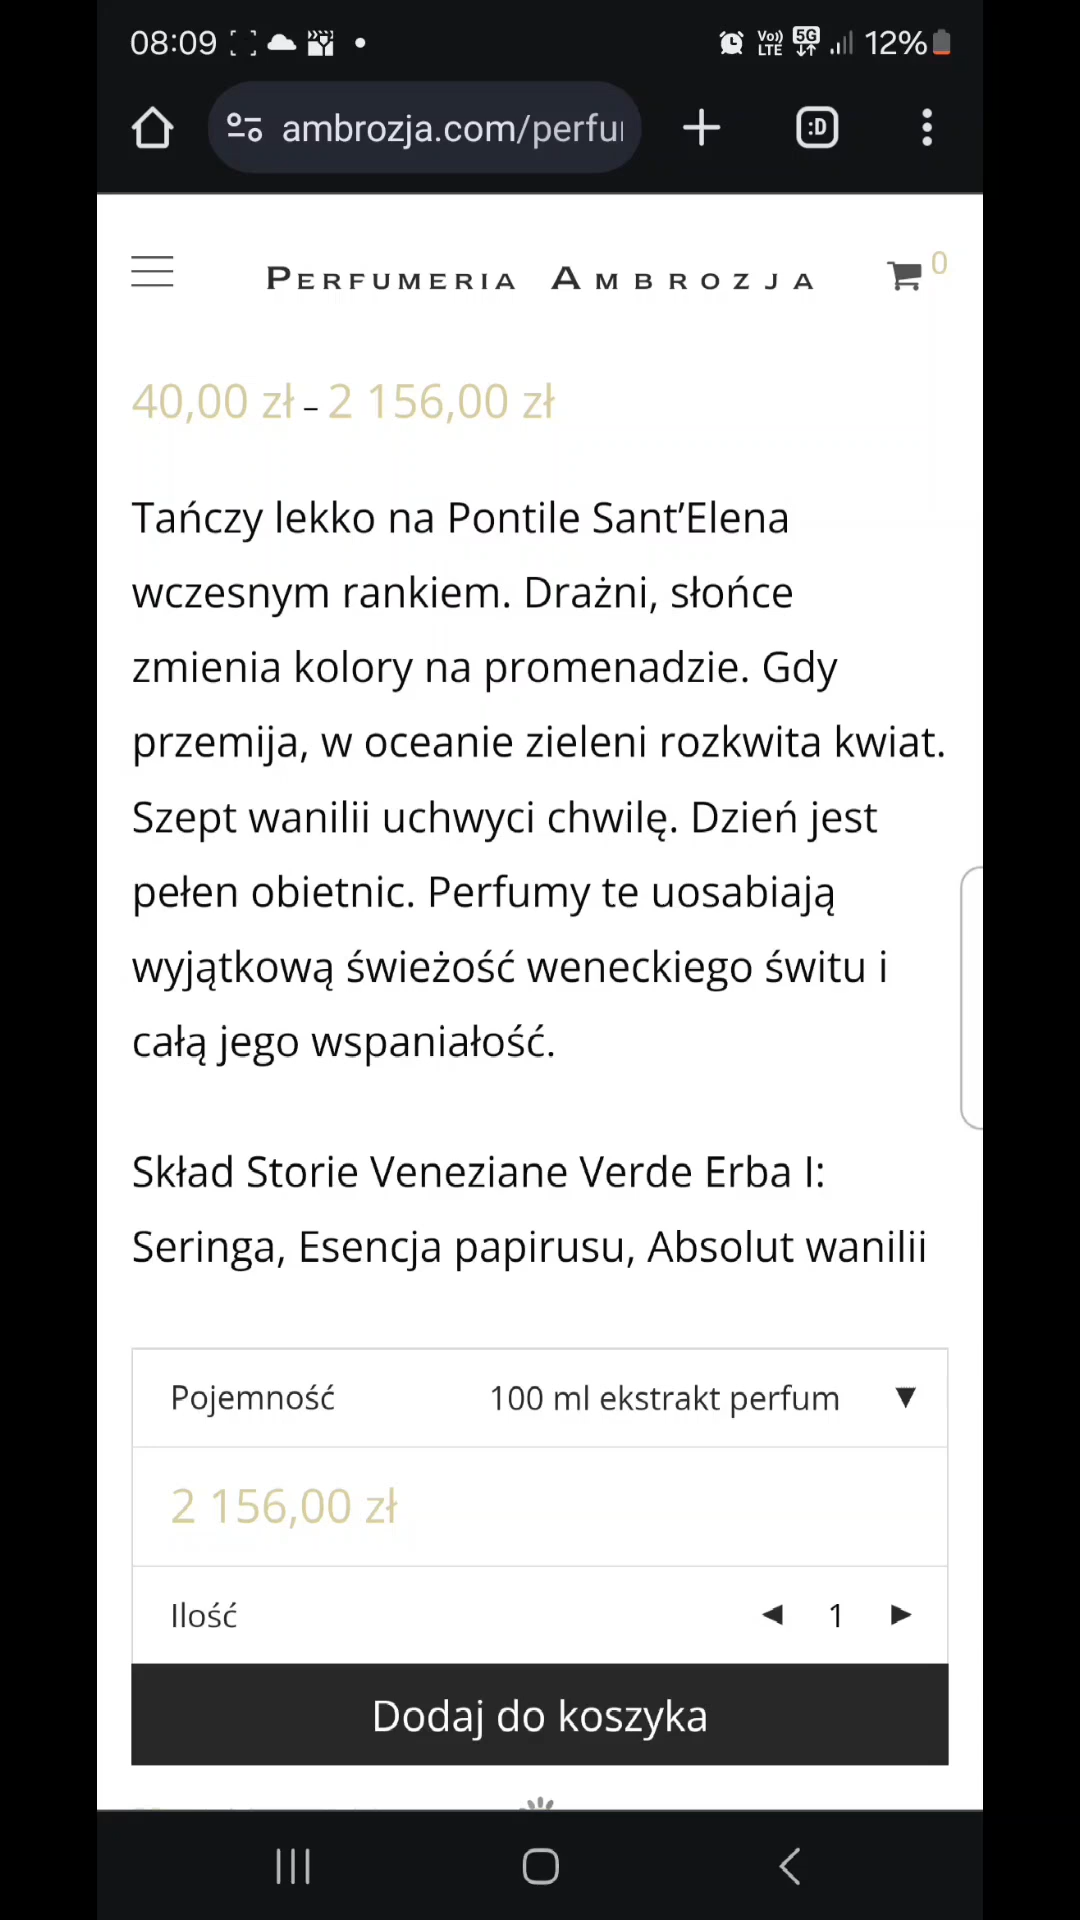 08:09
Vo)) LTE 5G 12%
ambrozja.com/perfu
:D
PERFUMERIA AMBROZJA
0
40,00 zł – 2 156,00 zł
Tańczy lekko na Pontile Sant’Elena
wczesnym rankiem. Drażni, słońce
zmienia kolory na promenadzie. Gdy
przemija, w oceanie zieleni rozkwita kwiat.
Szept wanilii uchwyci chwilę. Dzień jest
pełen obietnic. Perfumy te uosabiają
wyjątkową świeżość weneckiego świtu i
całą jego wspaniałość.
Skład Storie Veneziane Verde Erba I:
Seringa, Esencja papirusu, Absolut wanilii
Pojemność 100 ml ekstrakt perfum
2 156,00 zł
Ilość 1
Dodaj do koszyka